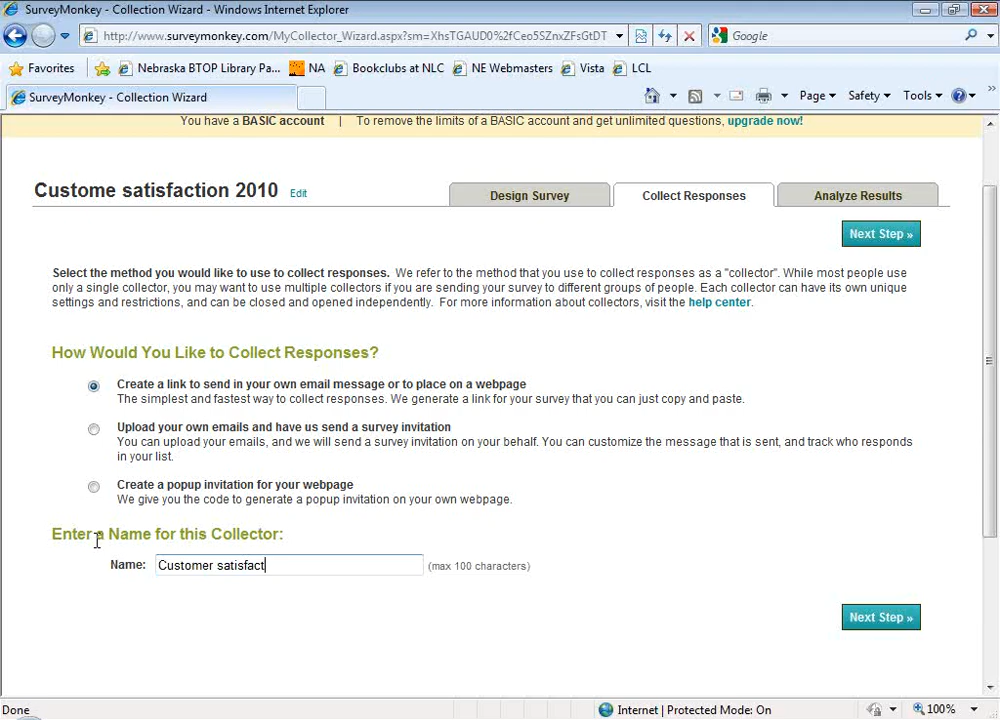 SurveyMonkey - Collection Wizard - Windows Internet Explorer
http://www.surveymonkey.com/MyCollector_Wizard.aspx?sm=XhsTGAUD0%2fCeo5SZnxZFsGtDT
Google
Favorites Nebraska BTOP Library Pa... NA Bookclubs at NLC NE Webmasters Vista LCL
SurveyMonkey - Collection Wizard
Page Safety Tools
You have a BASIC account | To remove the limits of a BASIC account and get unlimited questions, upgrade now!
Custome satisfaction 2010 Edit
Design Survey Collect Responses Analyze Results
Next Step »
Select the method you would like to use to collect responses. We refer to the method that you use to collect responses as a "collector". While most people use
only a single collector, you may want to use multiple collectors if you are sending your survey to different groups of people. Each collector can have its own unique
settings and restrictions, and can be closed and opened independently. For more information about collectors, visit the help center.
How Would You Like to Collect Responses?
Create a link to send in your own email message or to place on a webpage
The simplest and fastest way to collect responses. We generate a link for your survey that you can just copy and paste.
Upload your own emails and have us send a survey invitation
You can upload your emails, and we will send a survey invitation on your behalf. You can customize the message that is sent, and track who responds
in your list.
Create a popup invitation for your webpage
We give you the code to generate a popup invitation on your own webpage.
Enter a Name for this Collector:
Name: Customer satisfact (max 100 characters)
Next Step »
Done
Internet | Protected Mode: On
100%